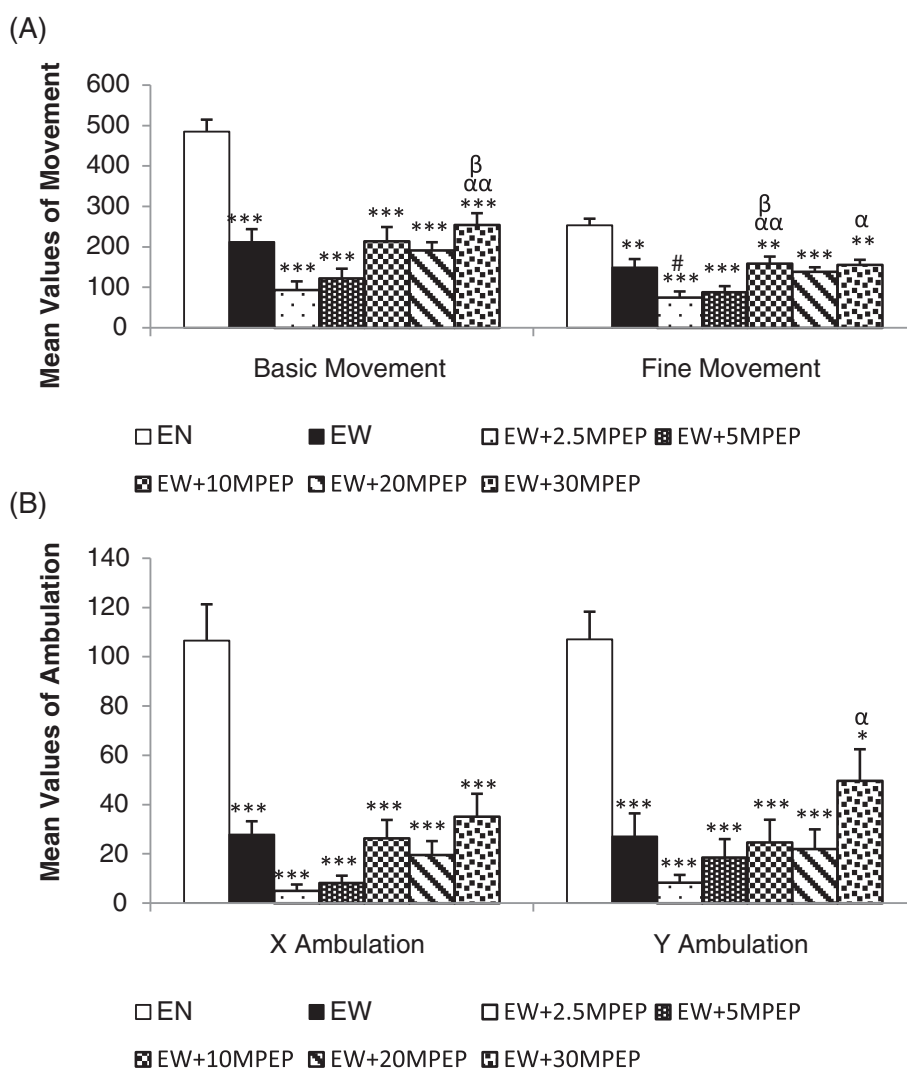 (A)
Mean Values of Movement
600
500
400
300
200
100
0
***
***
***
***
***
β
αα
***
**
#
***
***
β
αα
**
***
α
**
Basic Movement
Fine Movement
EN EW EW+2.5MPEP EW+5MPEP
EW+10MPEP EW+20MPEP EW+30MPEP
(B)
Mean Values of Ambulation
140
120
100
80
60
40
20
0
***
***
***
***
***
***
***
***
***
***
***
α
*
X Ambulation
Y Ambulation
EN EW EW+2.5MPEP EW+5MPEP
EW+10MPEP EW+20MPEP EW+30MPEP